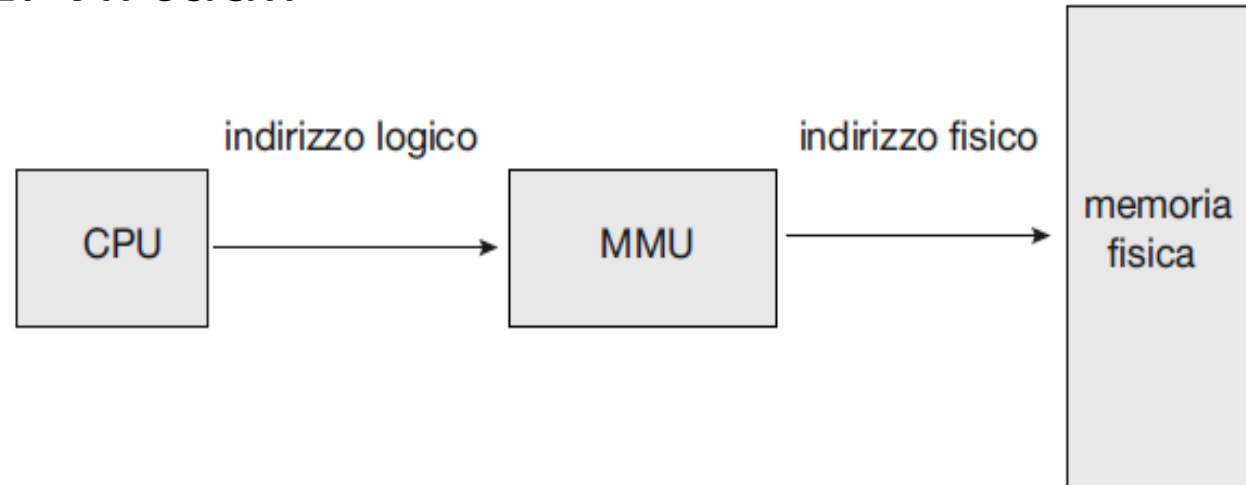 indirizzo logico
indirizzo fisico
CPU
MMU
memoria
fisica